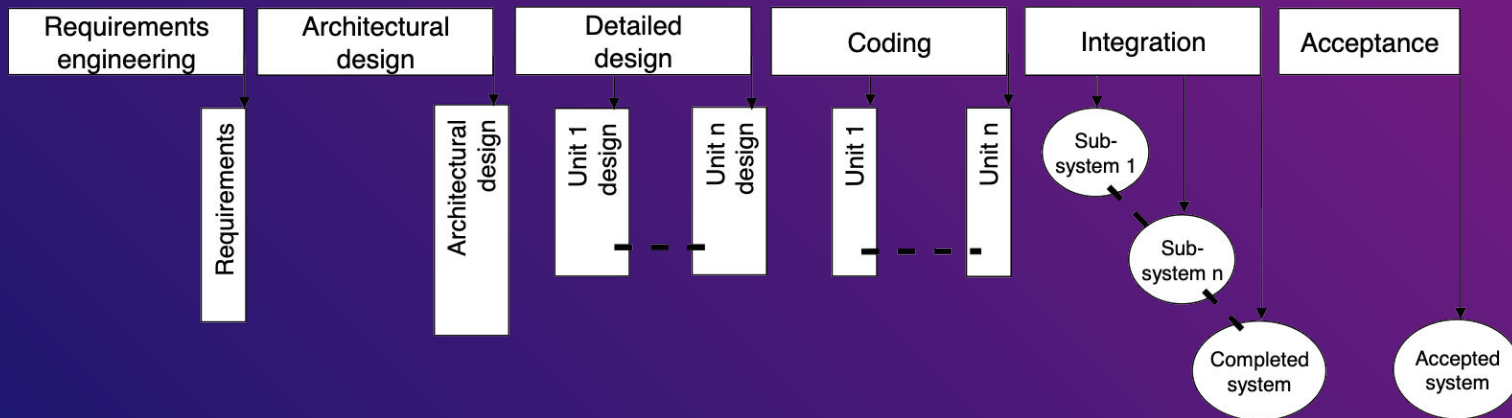 Requirements
engineering
Architectural
design
Detailed
design
Coding
Integration
Acceptance
Requirements
Architectural
design
Unit 1
design
Unit n
design
Unit 1
Unit n
Sub-
system 1
Sub-
system n
Completed
system
Accepted
system